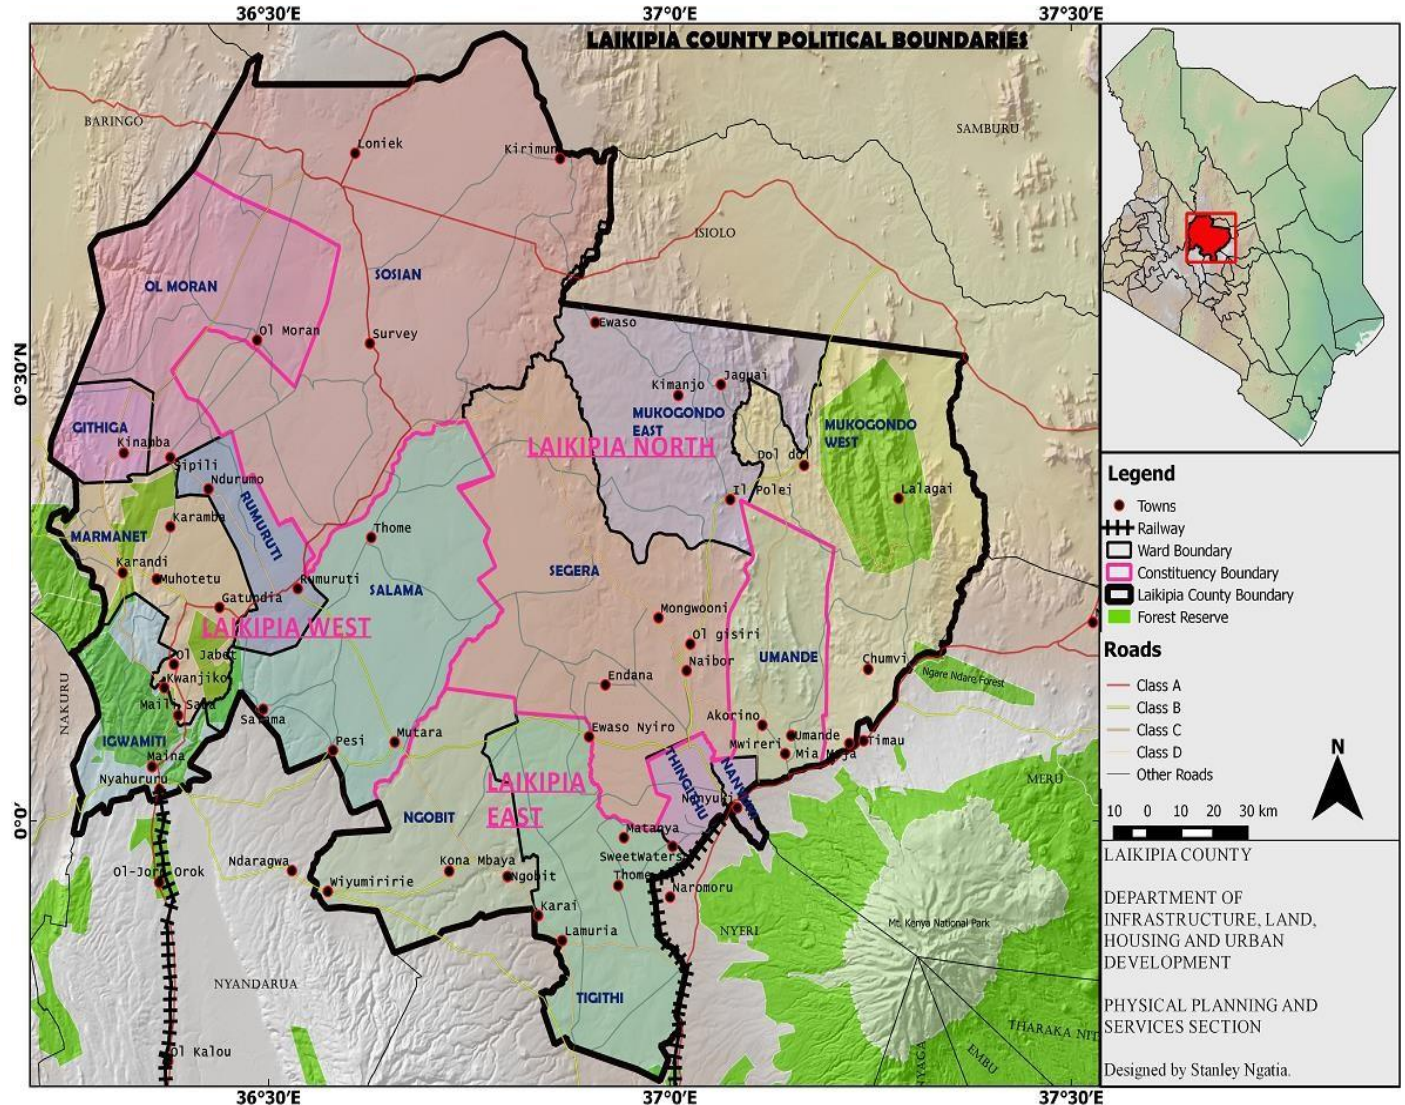 36°30'E
37°0'E
37°30'E
LAIKIPIA COUNTY POLITICAL BOUNDARIES
BARINGO
SAMBURU
Loniek
Kirimun
ISIOLO
SOSIAN
OL MORAN
Ol Moran
Survey
Ewaso
0°30'N
Jaguai
Kimanjo
MUKOGONDO
EAST
MUKOGONDO
WEST
GITHIGA
LAIKIPIA NORTH
Kinamba
Sipili
Dol dol
Ndurumo
Il Polei
Lalagai
RUMURUTI
Karamba
MARMANET
Thome
Karandi
Muhotetu
SEGERA
Rumuruti
SALAMA
Gatundia
Mongwooni
LAIKIPIA WEST
Ol gisiri
Ol Jabet
Naibor
UMANDE
Chumvi
Kwanjiko
Endana
Ngare Ndare Forest
NAKURU
Maili Saba
Salama
Akorino
IGWAMITI
Pesi
Mutara
Ewaso Nyiro
Umande
Timau
Mwireri
Mia Moja
Maina
Nyahururu
LAIKIPIA
EAST
THINGITHU
NANYUKI
Nanyuki
MERU
NGOBIT
0°0'
Matanya
SweetWaters
Ndaragwa
Kona Mbaya
Ol-Joro Orok
Wiyumiririe
Ngobit
Thome
Naromoru
Karai
Lamuria
NYERI
Mt. Kenya National Park
NYANDARUA
TIGITHI
THARAKA NIT
EMBU
NYAGA
Ol Kalou
36°30'E
37°0'E
37°30'E
Legend
Towns
Railway
Ward Boundary
Constituency Boundary
Laikipia County Boundary
Forest Reserve
Roads
Class A
Class B
Class C
Class D
Other Roads
N
10 0 10 20 30 km
LAIKIPIA COUNTY
DEPARTMENT OF
INFRASTRUCTURE, LAND,
HOUSING AND URBAN
DEVELOPMENT
PHYSICAL PLANNING AND
SERVICES SECTION
Designed by Stanley Ngatia.